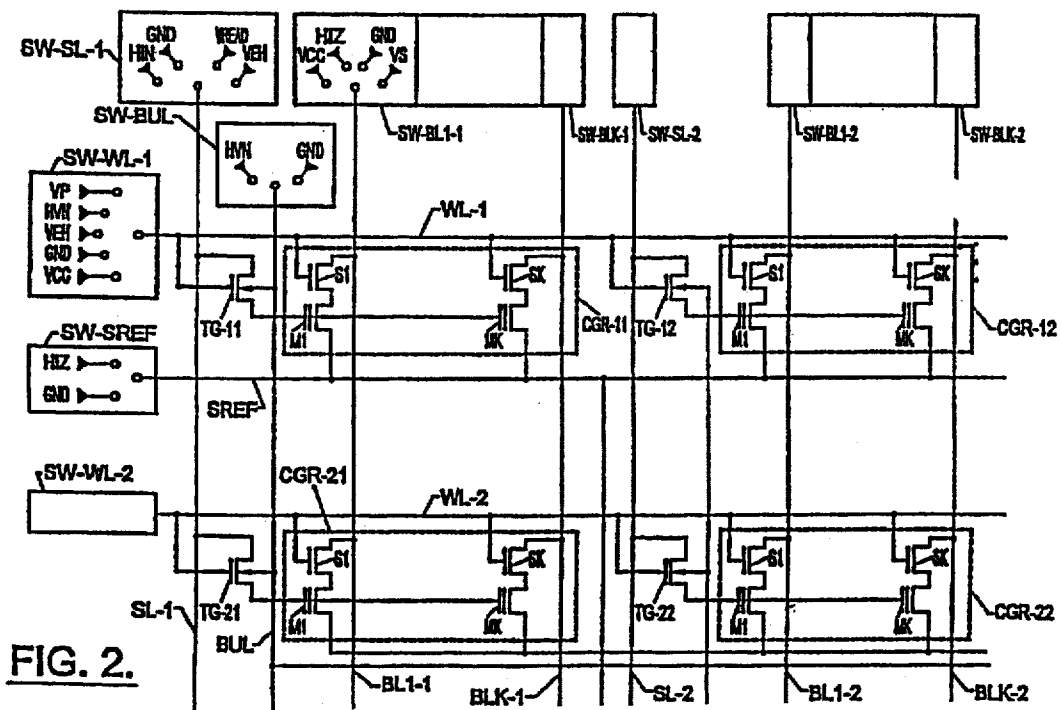 SW-SL-1
GND
VREAD
HIN
VEH
HIZ
GND
VCC
VS
SW-BUL
SW-BL1-1
SW-BLK-1
SW-SL-2
SW-BL1-2
SW-BLK-2
HVN
GND
SW-WL-1
VP
HVN
VEH
GND
VCC
WL-1
S1
SK
S1
SK
TG-11
M1
MK
CGR-11
TG-12
M1
MK
CGR-12
SW-SREF
HIZ
GND
SREF
SW-WL-2
CGR-21
WL-2
S1
SK
S1
SK
TG-21
M1
MK
TG-22
M1
MK
CGR-22
SL-1
BUL
FIG. 2.
BL1-1
BLK-1
SL-2
BL1-2
BLK-2